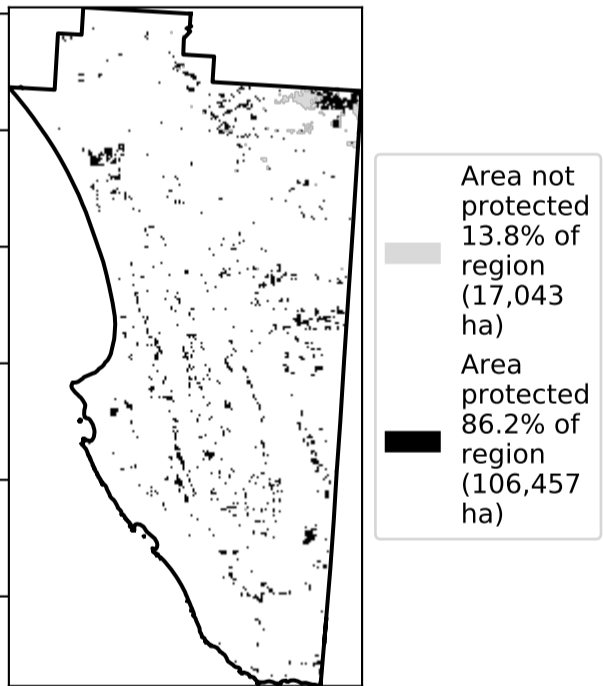 Area not
protected
13.8% of
region
(17,043
ha)
Area
protected
86.2% of
region
(106,457
ha)